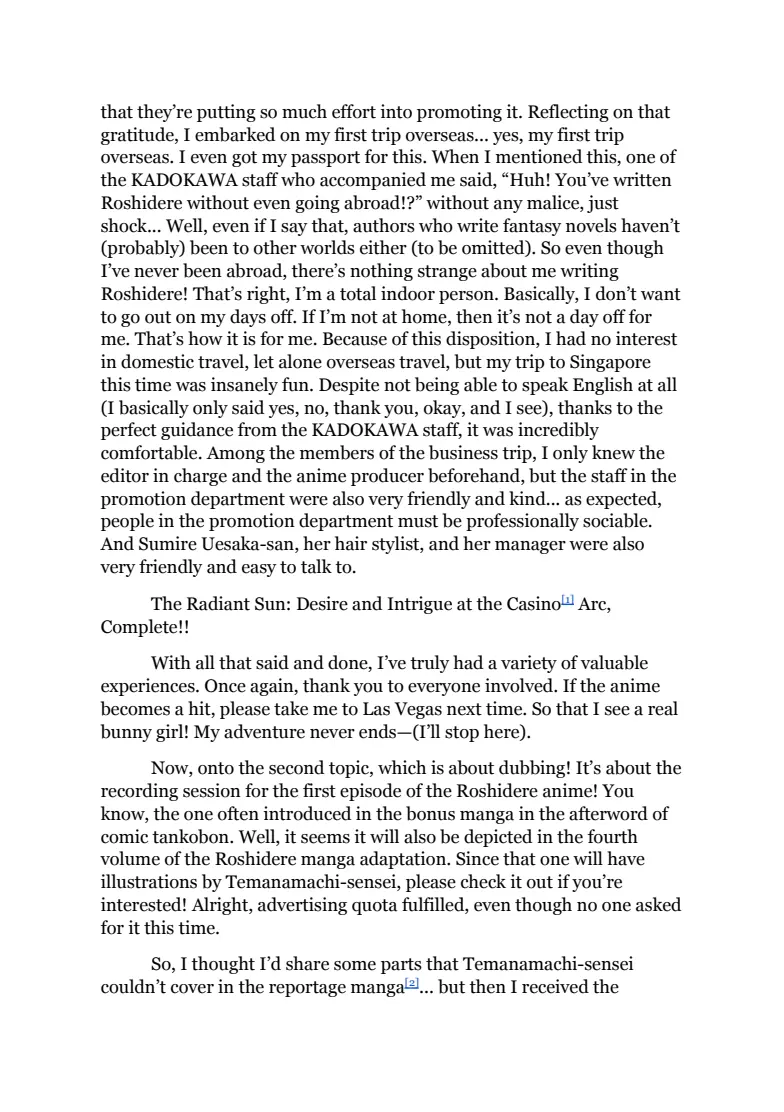 that they’re putting so much effort into promoting it. Reflecting on that
gratitude, I embarked on my first trip overseas... yes, my first trip
overseas. I even got my passport for this. When I mentioned this, one of
the KADOKAWA staff who accompanied me said, “Huh! You’ve written
Roshidere without even going abroad!?” without any malice, just
shock... Well, even if I say that, authors who write fantasy novels haven’t
(probably) been to other worlds either (to be omitted). So even though
I’ve never been abroad, there’s nothing strange about me writing
Roshidere! That’s right, I’m a total indoor person. Basically, I don’t want
to go out on my days off. If I’m not at home, then it’s not a day off for
me. That’s how it is for me. Because of this disposition, I had no interest
in domestic travel, let alone overseas travel, but my trip to Singapore
this time was insanely fun. Despite not being able to speak English at all
(I basically only said yes, no, thank you, okay, and I see), thanks to the
perfect guidance from the KADOKAWA staff, it was incredibly
comfortable. Among the members of the business trip, I only knew the
editor in charge and the anime producer beforehand, but the staff in the
promotion department were also very friendly and kind... as expected,
people in the promotion department must be professionally sociable.
And Sumire Uesaka-san, her hair stylist, and her manager were also
very friendly and easy to talk to.
The Radiant Sun: Desire and Intrigue at the Casino[1] Arc,
Complete!!
With all that said and done, I’ve truly had a variety of valuable
experiences. Once again, thank you to everyone involved. If the anime
becomes a hit, please take me to Las Vegas next time. So that I see a real
bunny girl! My adventure never ends—(I’ll stop here).
Now, onto the second topic, which is about dubbing! It’s about the
recording session for the first episode of the Roshidere anime! You
know, the one often introduced in the bonus manga in the afterword of
comic tankobon. Well, it seems it will also be depicted in the fourth
volume of the Roshidere manga adaptation. Since that one will have
illustrations by Temanamachi-sensei, please check it out if you’re
interested! Alright, advertising quota fulfilled, even though no one asked
for it this time.
So, I thought I’d share some parts that Temanamachi-sensei
couldn’t cover in the reportage manga[2]... but then I received the